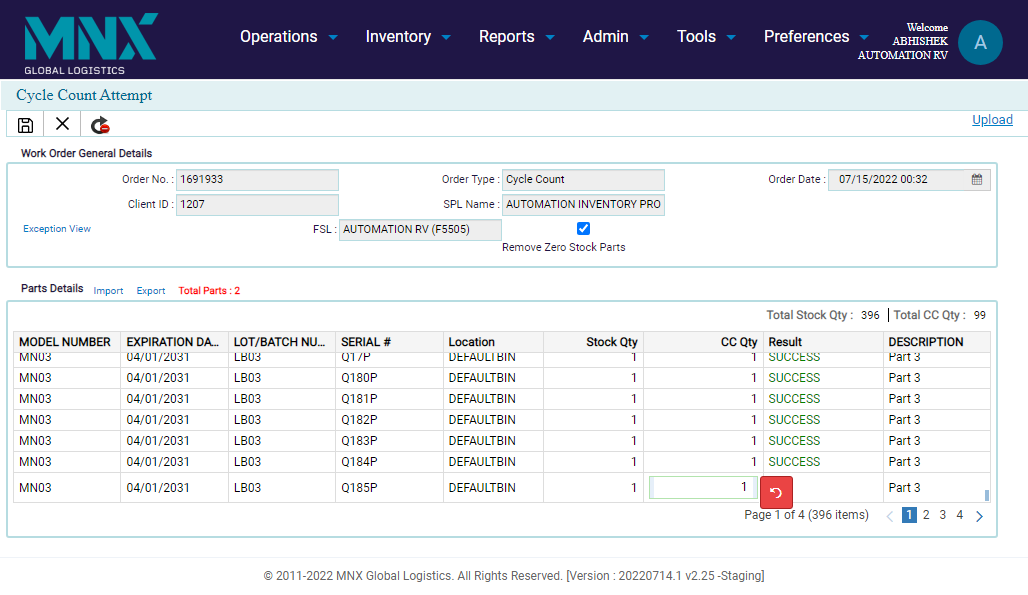 MNX
GLOBAL LOGISTICS
Operations Inventory Reports Admin Tools Preferences
Welcome
ABHISHEK
AUTOMATION RV
A
Cycle Count Attempt
Upload
Work Order General Details
Order No. : 1691933 Order Type : Cycle Count Order Date : 07/15/2022 00:32
Client ID : 1207 SPL Name : AUTOMATION INVENTORY PRO
Exception View FSL : AUTOMATION RV (F5505)
Remove Zero Stock Parts
Parts Details Import Export Total Parts : 2
Total Stock Qty : 396 Total CC Qty : 99
MODEL NUMBER EXPIRATION DA... LOT/BATCH NU... SERIAL # Location Stock Qty CC Qty Result DESCRIPTION
MN03 04/01/2031 LB03 Q17P DEFAULTBIN 1 1 SUCCESS Part 3
MN03 04/01/2031 LB03 Q180P DEFAULTBIN 1 1 SUCCESS Part 3
MN03 04/01/2031 LB03 Q181P DEFAULTBIN 1 1 SUCCESS Part 3
MN03 04/01/2031 LB03 Q182P DEFAULTBIN 1 1 SUCCESS Part 3
MN03 04/01/2031 LB03 Q183P DEFAULTBIN 1 1 SUCCESS Part 3
MN03 04/01/2031 LB03 Q184P DEFAULTBIN 1 1 SUCCESS Part 3
MN03 04/01/2031 LB03 Q185P DEFAULTBIN 1 1 Part 3
Page 1 of 4 (396 items) 1 2 3 4
© 2011-2022 MNX Global Logistics. All Rights Reserved. [Version : 20220714.1 v2.25 -Staging]